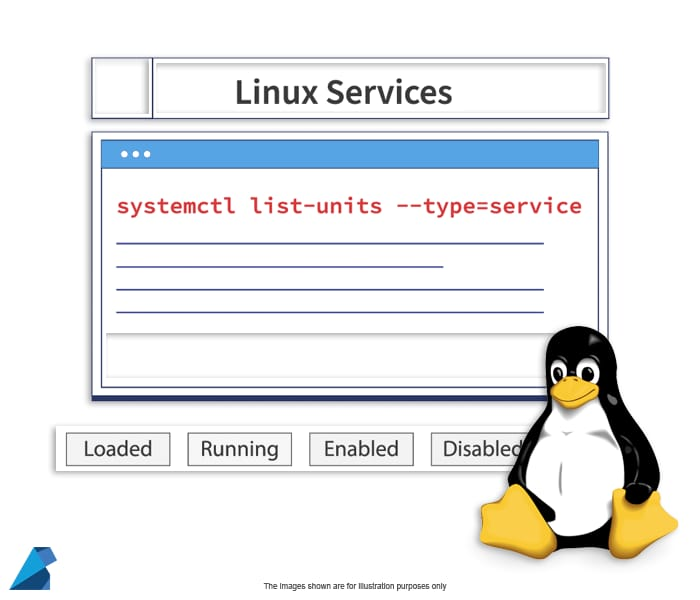 Linux Services
systemctl list-units --type=service
Loaded Running Enabled Disabled
The Images shown are for Illustration purposes only